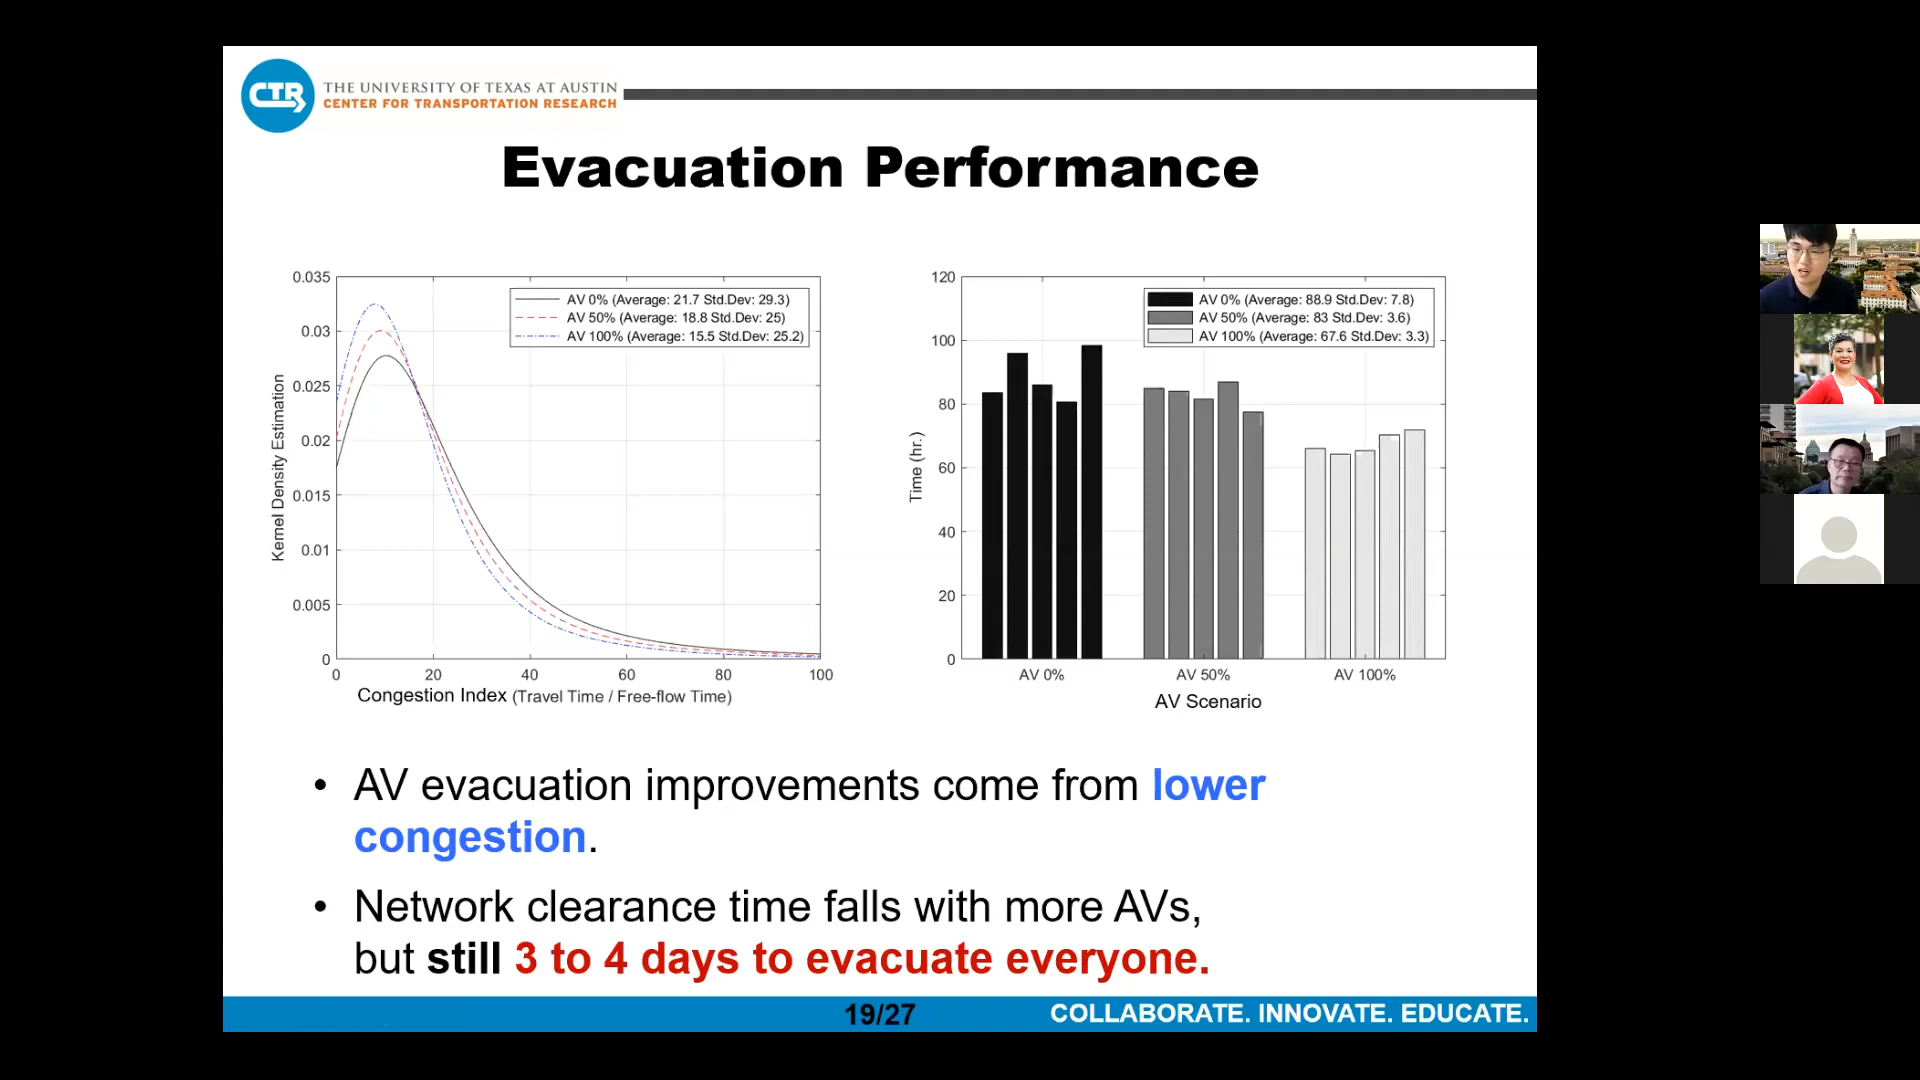 CTR
THE UNIVERSITY OF TEXAS AT AUSTIN
CENTER FOR TRANSPORTATION RESEARCH
Evacuation Performance
0.035
0.03
0.025
0.02
0.015
0.01
0.005
0
Kernel Density Estimation
AV 0% (Average: 21.7 Std.Dev: 29.3)
AV 50% (Average: 18.8 Std.Dev: 25)
AV 100% (Average: 15.5 Std.Dev: 25.2)
0 20 40 60 80 100
Congestion Index (Travel Time / Free-flow Time)
120
100
80
60
40
20
0
Time (hr.)
AV 0% (Average: 88.9 Std.Dev: 7.8)
AV 50% (Average: 83 Std.Dev: 3.6)
AV 100% (Average: 67.6 Std.Dev: 3.3)
AV 0% AV 50% AV 100%
AV Scenario
• AV evacuation improvements come from lower
congestion.
• Network clearance time falls with more AVs,
but still 3 to 4 days to evacuate everyone.
19/27
COLLABORATE. INNOVATE. EDUCATE.